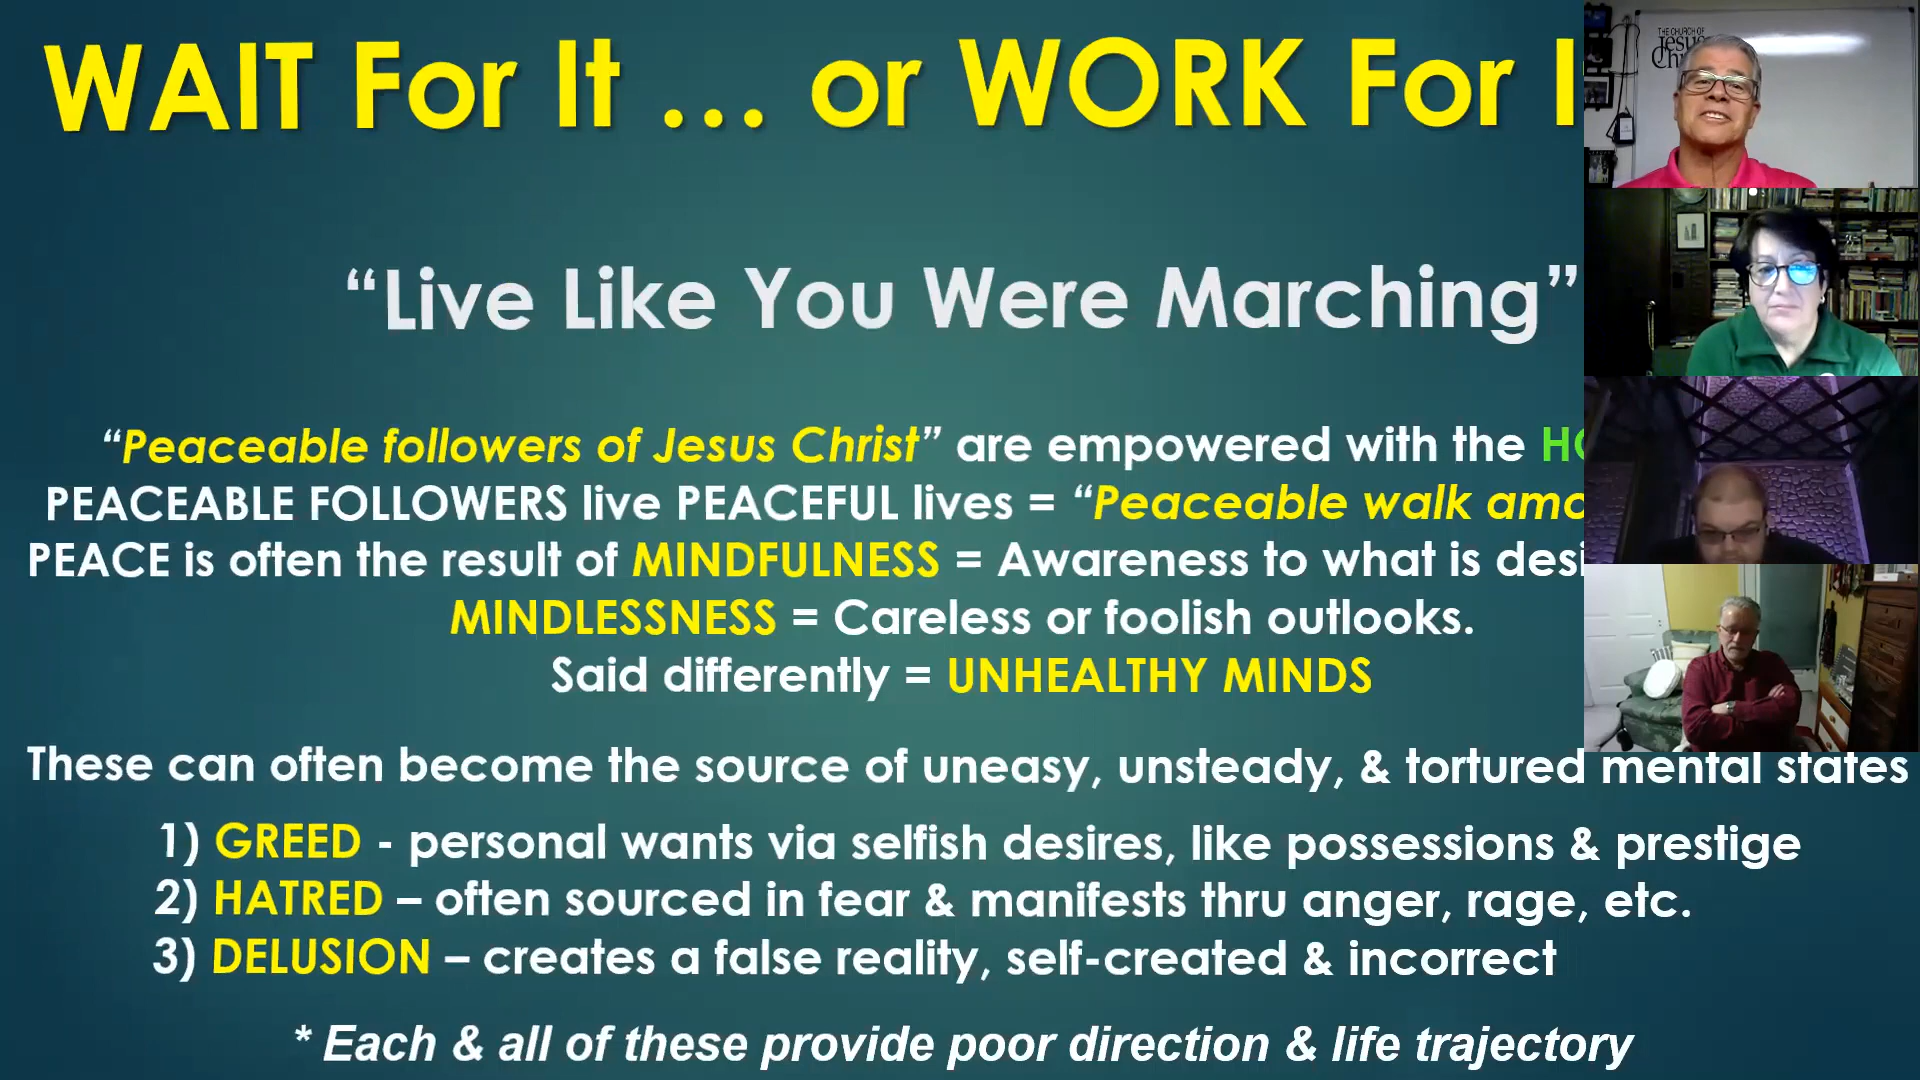 WAIT For It … or WORK For I
“Live Like You Were Marching”
“Peaceable followers of Jesus Christ” are empowered with the
PEACEABLE FOLLOWERS live PEACEFUL lives = “Peaceable walk
PEACE is often the result of MINDFULNESS = Awareness to what is
MINDLESSNESS = Careless or foolish outlooks.
Said differently = UNHEALTHY MINDS
These can often become the source of uneasy, unsteady, & tortured mental states
1) GREED - personal wants via selfish desires, like possessions & prestige
2) HATRED – often sourced in fear & manifests thru anger, rage, etc.
3) DELUSION – creates a false reality, self-created & incorrect
* Each & all of these provide poor direction & life trajectory
THE CHURCH OF